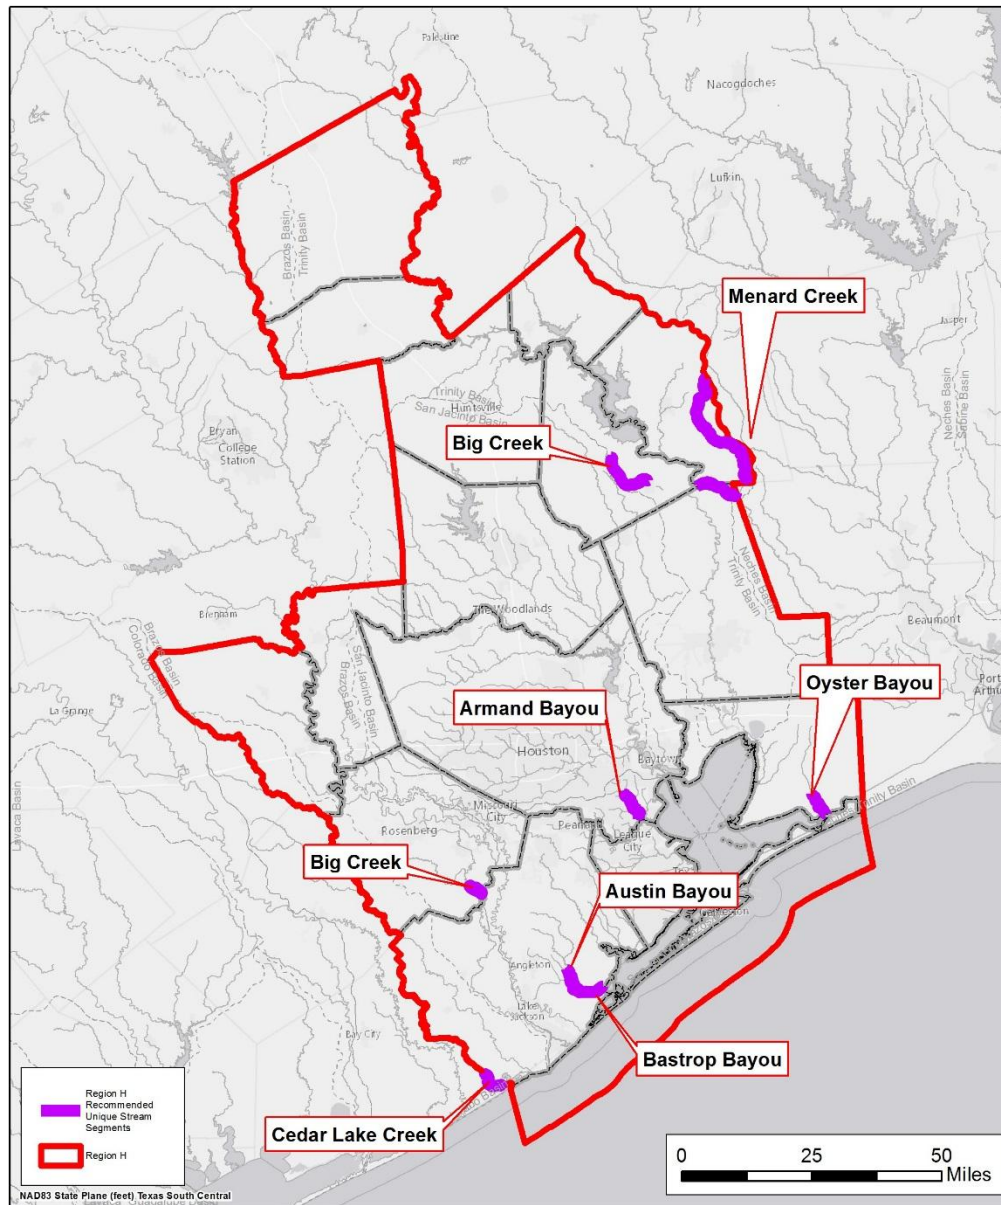 Palestine
Nacogdoches
Lufkin
Brazos Basin
Trinity Basin
Menard Creek
Jasper
Trinity Basin
San Jacinto Basin
Huntsville
Neches Basin
Sabine Basin
Bryan
College
Station
Big Creek
Neches Basin
Trinity Basin
The Woodlands
Brenham
Beaumont
Brazos Basin
Colorado Basin
San Jacinto Basin
Brazos Basin
Port
Arthur
Oyster Bayou
La Grange
Armand Bayou
Houston
Baytown
Trinity Basin
Lavaca Basin
Missouri
City
Rosenberg
League
City
Big Creek
Austin Bayou
Angleton
Lake
Jackson
Bay City
Bastrop Bayou
Cedar Lake Creek
Region H
Recommended
Unique Stream
Segments
Region H
0 25 50
Miles
NAD83 State Plane (feet) Texas South Central